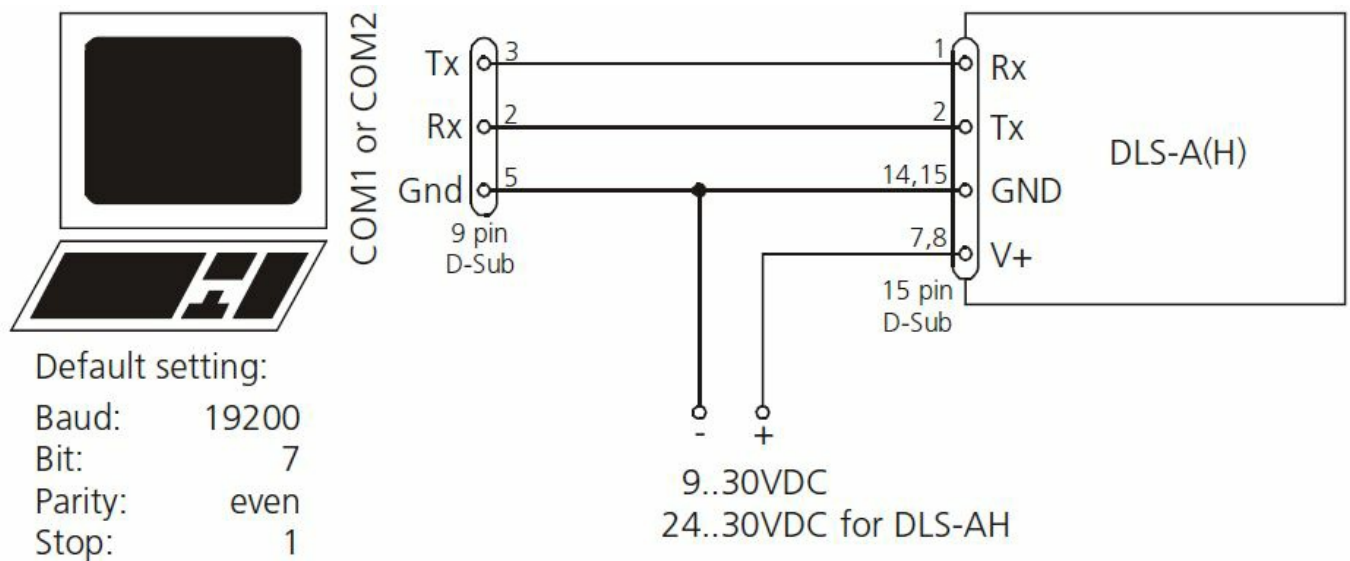 COM1 or COM2
Tx 3
Rx 2
Gnd 5
9 pin
D-Sub
1 Rx
2 Tx
14,15 GND
7,8 V+
15 pin
D-Sub
DLS-A(H)
- +
9..30VDC
24..30VDC for DLS-AH
Default setting:
Baud: 19200
Bit: 7
Parity: even
Stop: 1